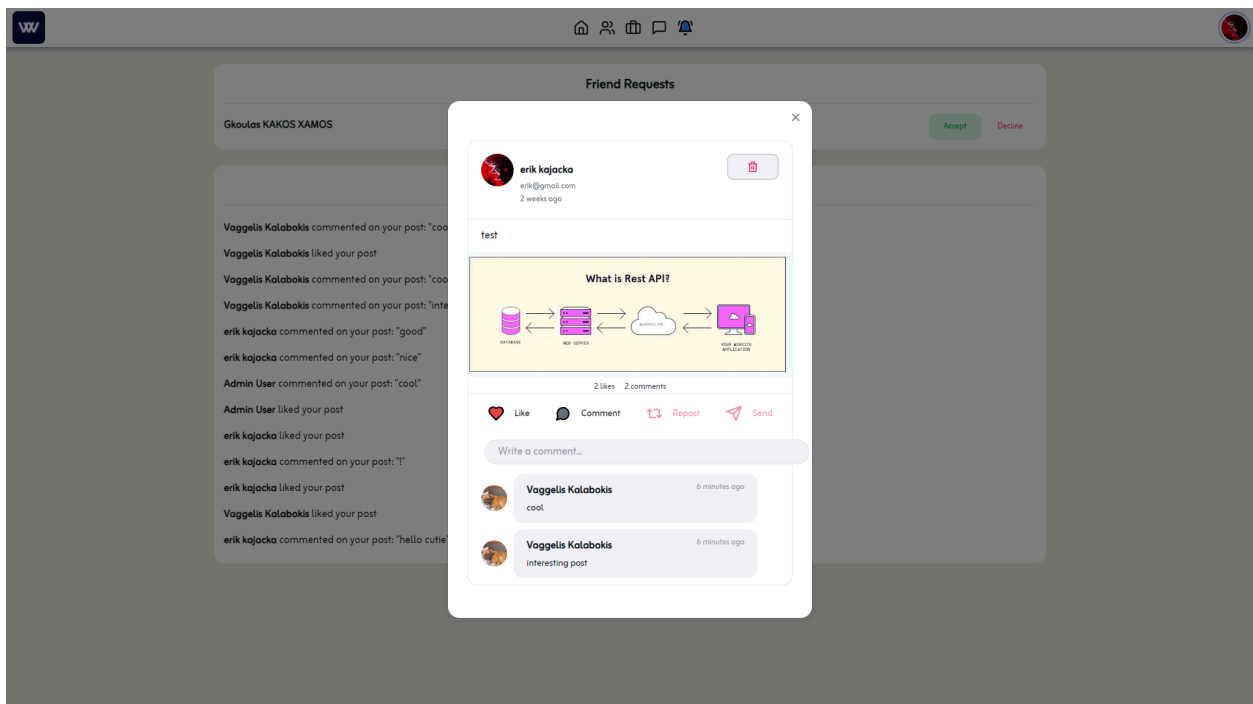 W
Friend Requests
Gkoulas KAKOS XAMOS
Accept
Decline
Vaggelis Kalabokis commented on your post: "coo
Vaggelis Kalabokis liked your post
Vaggelis Kalabokis commented on your post: "coo
Vaggelis Kalabokis commented on your post: "inte
erik kajacka commented on your post: "good"
erik kajacka commented on your post: "nice"
Admin User commented on your post: "cool"
Admin User liked your post
erik kajacka liked your post
erik kajacka commented on your post: "!"
erik kajacka liked your post
Vaggelis Kalabokis liked your post
erik kajacka commented on your post: "hello cutie"
erik kajacka
erik@gmail.com
2 weeks ago
test
What is Rest API?
DATABASE
WEB SERVER
YOUR WEBSITE
APPLICATION
2 likes 2 comments
Like Comment Repost Send
Write a comment...
Vaggelis Kalabokis 6 minutes ago
cool
Vaggelis Kalabokis 6 minutes ago
interesting post